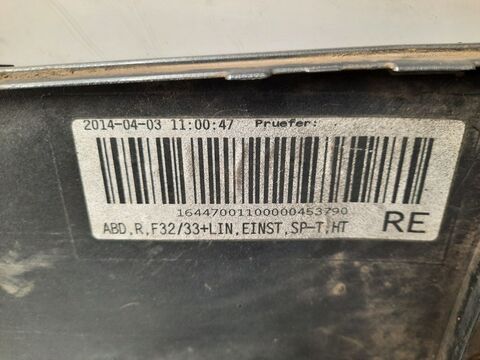 2014-04-03 11:00:47 Pruefer:
16447001100000453790
ABD,R,F32/33+LIN,EINST,SP-T,HT RE